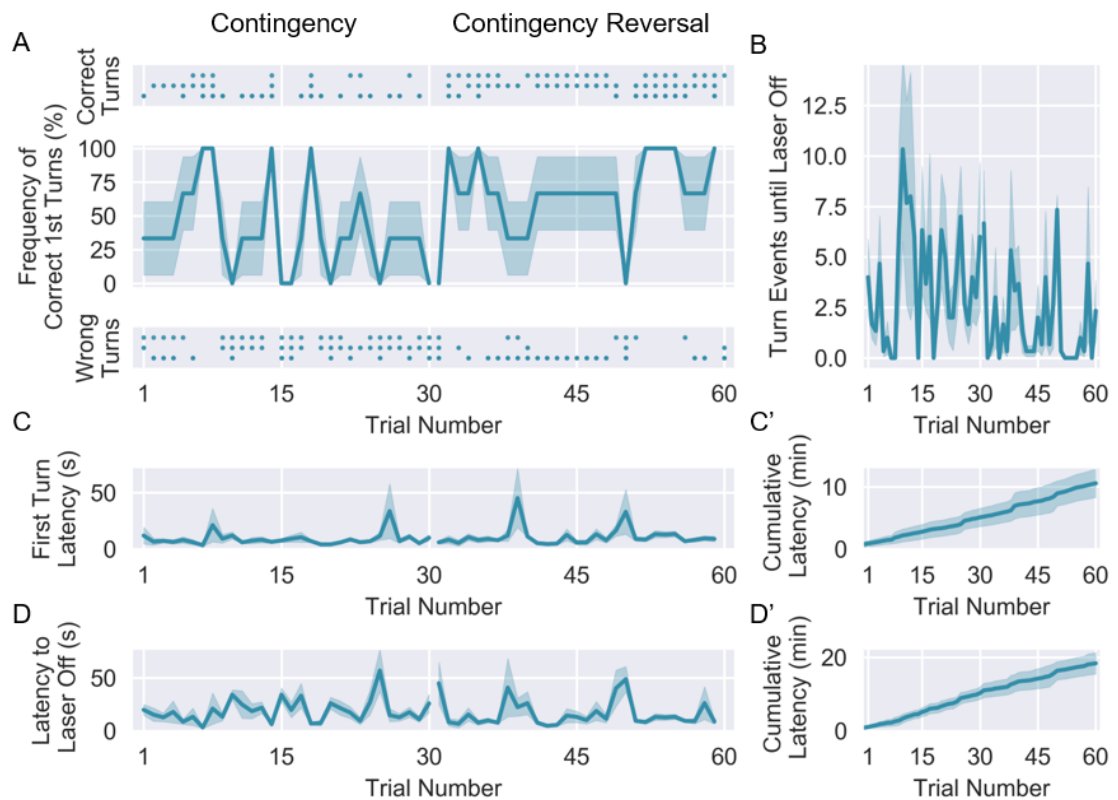 Contingency
Contingency Reversal
A
Correct
Turns
Frequency of
Correct 1st Turns (%)
100
75
50
25
0
Wrong
Turns
1
15
30
45
60
Trial Number
B
Turn Events until Laser Off
12.5
10.0
7.5
5.0
2.5
0.0
1
15
30
45
60
Trial Number
C
First Turn
Latency (s)
50
0
1
15
30
45
60
Trial Number
C'
Cumulative
Latency (min)
10
0
1
15
30
45
60
Trial Number
D
Latency to
Laser Off (s)
50
0
1
15
30
45
60
Trial Number
D'
Cumulative
Latency (min)
20
0
1
15
30
45
60
Trial Number